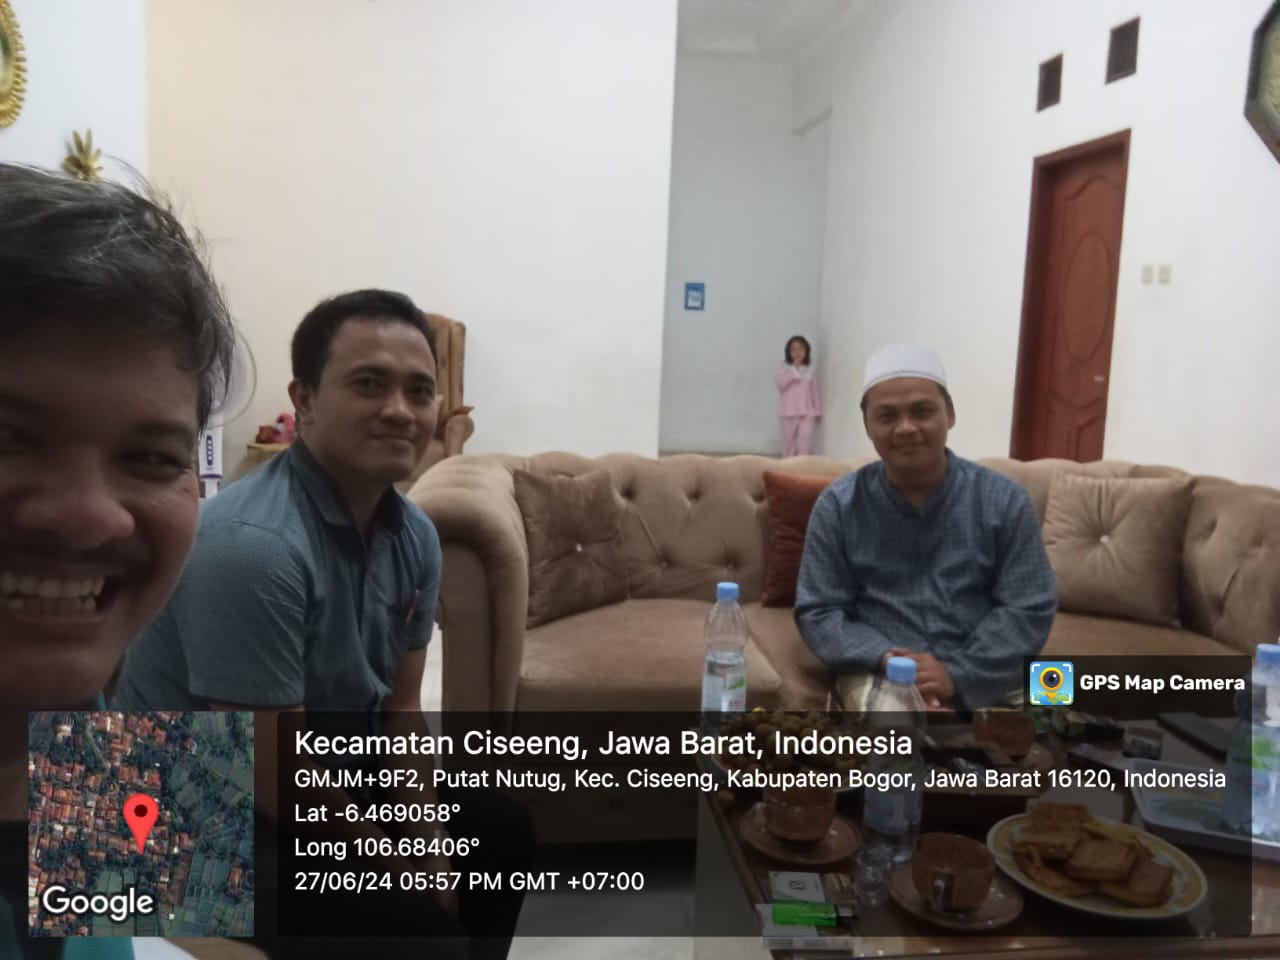 GPS Map Camera
Kecamatan Ciseeng, Jawa Barat, Indonesia
GMJM+9F2, Putat Nutug, Kec. Ciseeng, Kabupaten Bogor, Jawa Barat 16120, Indonesia
Lat -6.469058°
Long 106.68406°
27/06/24 05:57 PM GMT +07:00
Google